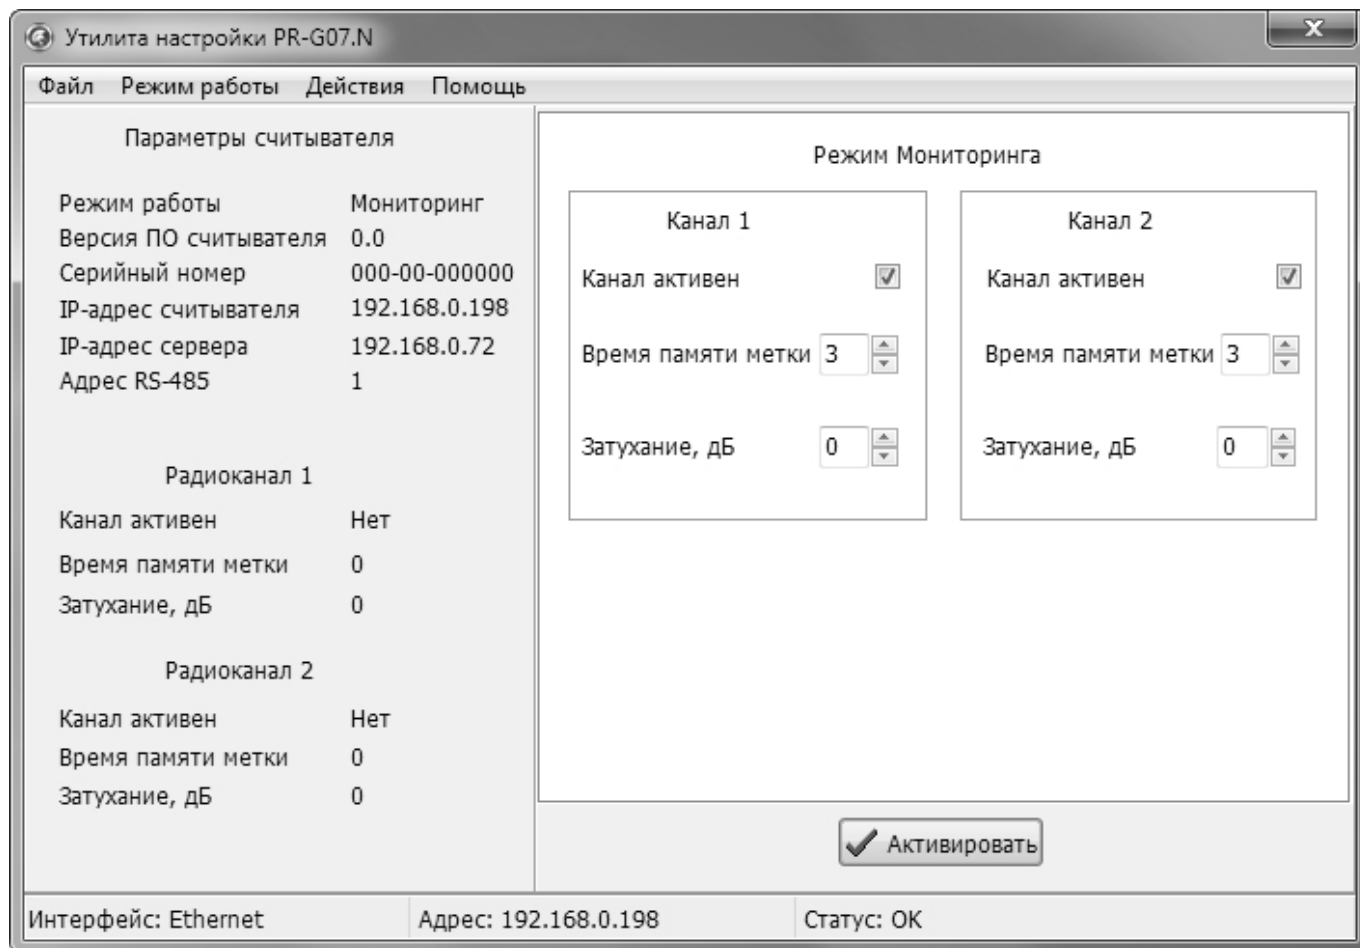 Утилита настройки PR-G07.N
Файл Режим работы Действия Помощь
Параметры считывателя
Режим работы Мониторинг
Версия ПО считывателя 0.0
Серийный номер 000-00-000000
IP-адрес считывателя 192.168.0.198
IP-адрес сервера 192.168.0.72
Адрес RS-485 1
Радиоканал 1
Канал активен Нет
Время памяти метки 0
Затухание, дБ 0
Радиоканал 2
Канал активен Нет
Время памяти метки 0
Затухание, дБ 0
Режим Мониторинга
Канал 1
Канал активен
Время памяти метки 3
Затухание, дБ 0
Канал 2
Канал активен
Время памяти метки 3
Затухание, дБ 0
Активировать
Интерфейс: Ethernet Адрес: 192.168.0.198 Статус: OK